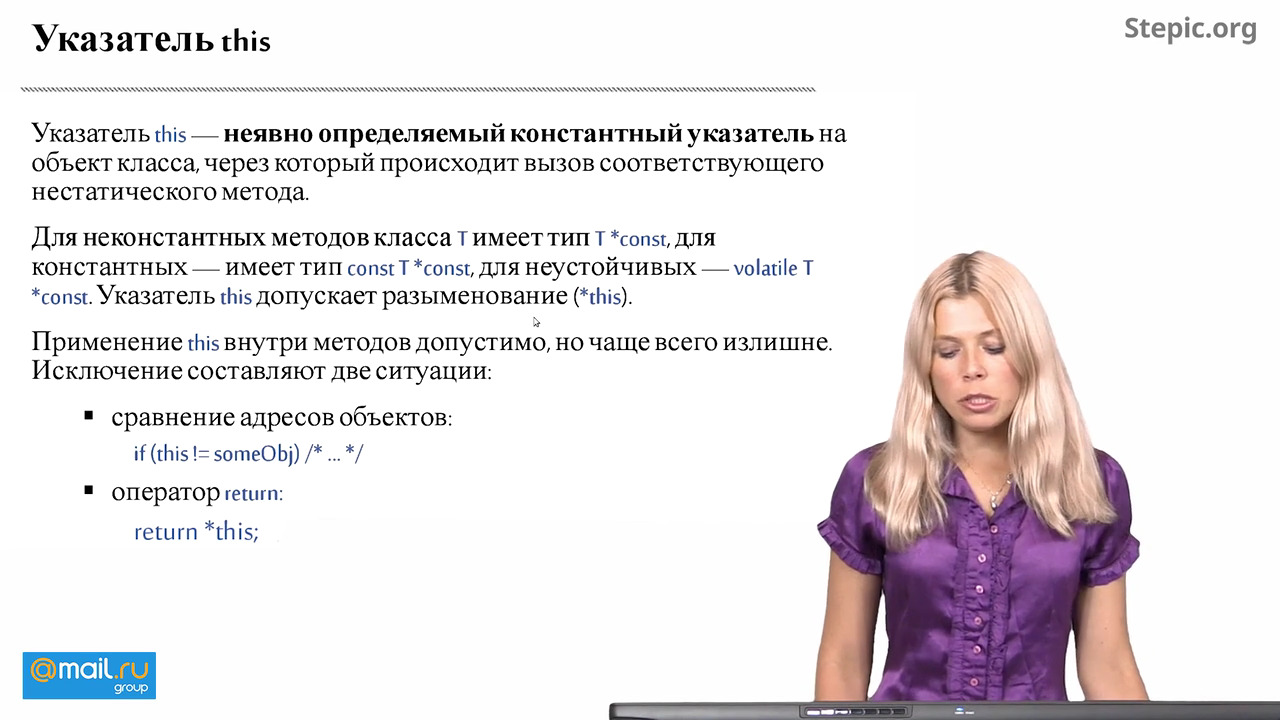 Указатель this
Stepic.org
Указатель this — неявно определяемый константный указатель на
объект класса, через который происходит вызов соответствующего
нестатического метода.
Для неконстантных методов класса T имеет тип T *const, для
константных — имеет тип const T *const, для неустойчивых — volatile T
*const. Указатель this допускает разыменование (*this).
Применение this внутри методов допустимо, но чаще всего излишне.
Исключение составляют две ситуации:
▪ сравнение адресов объектов:
if (this != someObj) /* ... */
▪ оператор return:
return *this;
@mail.ru
group